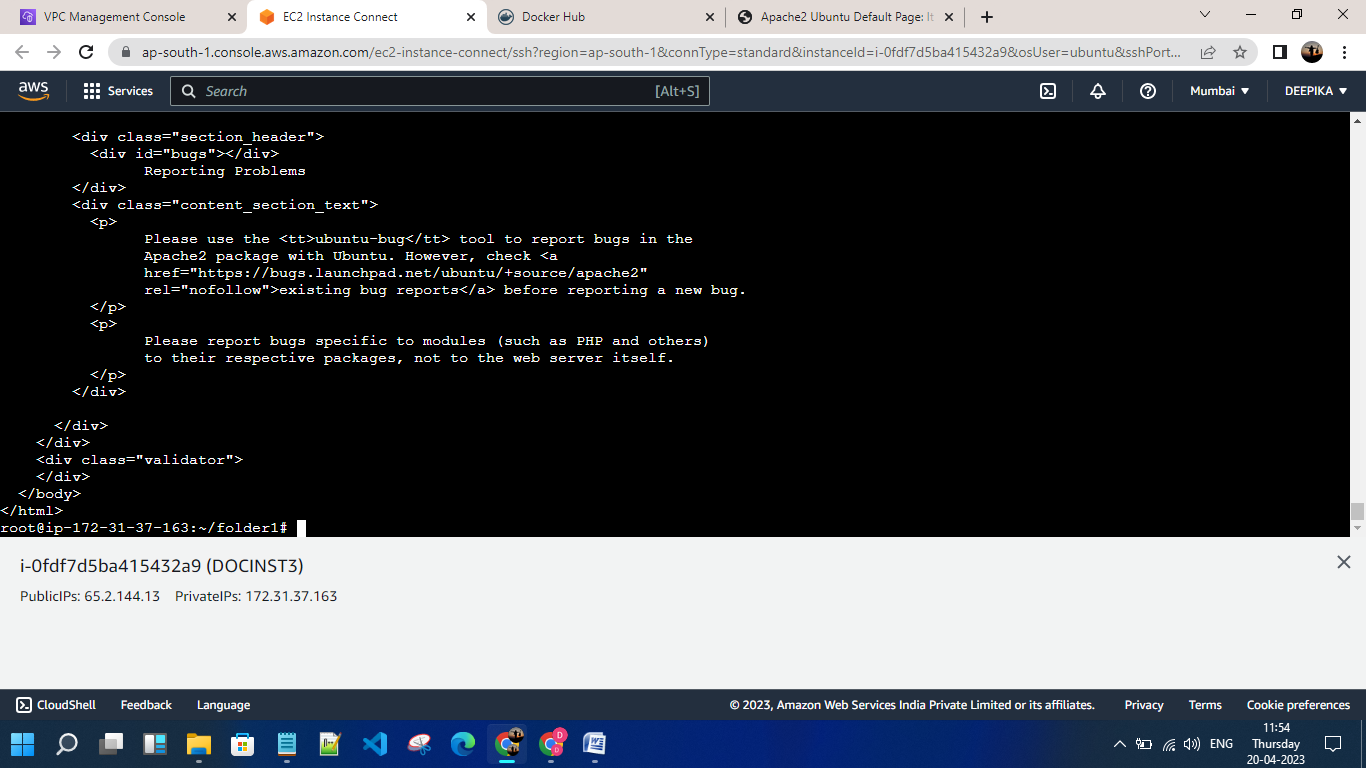 VPC Management Console
EC2 Instance Connect
Docker Hub
Apache2 Ubuntu Default Page: It
ap-south-1.console.aws.amazon.com/ec2-instance-connect/ssh?region=ap-south-1&connType=standard&instanceId=i-0fdf7d5ba415432a9&osUser=ubuntu&sshPort...
aws
Services
Search
[Alt+S]
Mumbai
DEEPIKA
<div class="section_header">
<div id="bugs"></div>
Reporting Problems
</div>
<div class="content_section_text">
<p>
Please use the <tt>ubuntu-bug</tt> tool to report bugs in the
Apache2 package with Ubuntu. However, check <a
href="https://bugs.launchpad.net/ubuntu/+source/apache2"
rel="nofollow">existing bug reports</a> before reporting a new bug.
</p>
<p>
Please report bugs specific to modules (such as PHP and others)
to their respective packages, not to the web server itself.
</p>
</div>
</div>
</div>
<div class="validator">
</div>
</body>
</html>
root@ip-172-31-37-163:~/folder1#
i-0fdf7d5ba415432a9 (DOCINST3)
PublicIPs: 65.2.144.13 PrivateIPs: 172.31.37.163
CloudShell
Feedback
Language
© 2023, Amazon Web Services India Private Limited or its affiliates.
Privacy
Terms
Cookie preferences
ENG
11:54
Thursday
20-04-2023